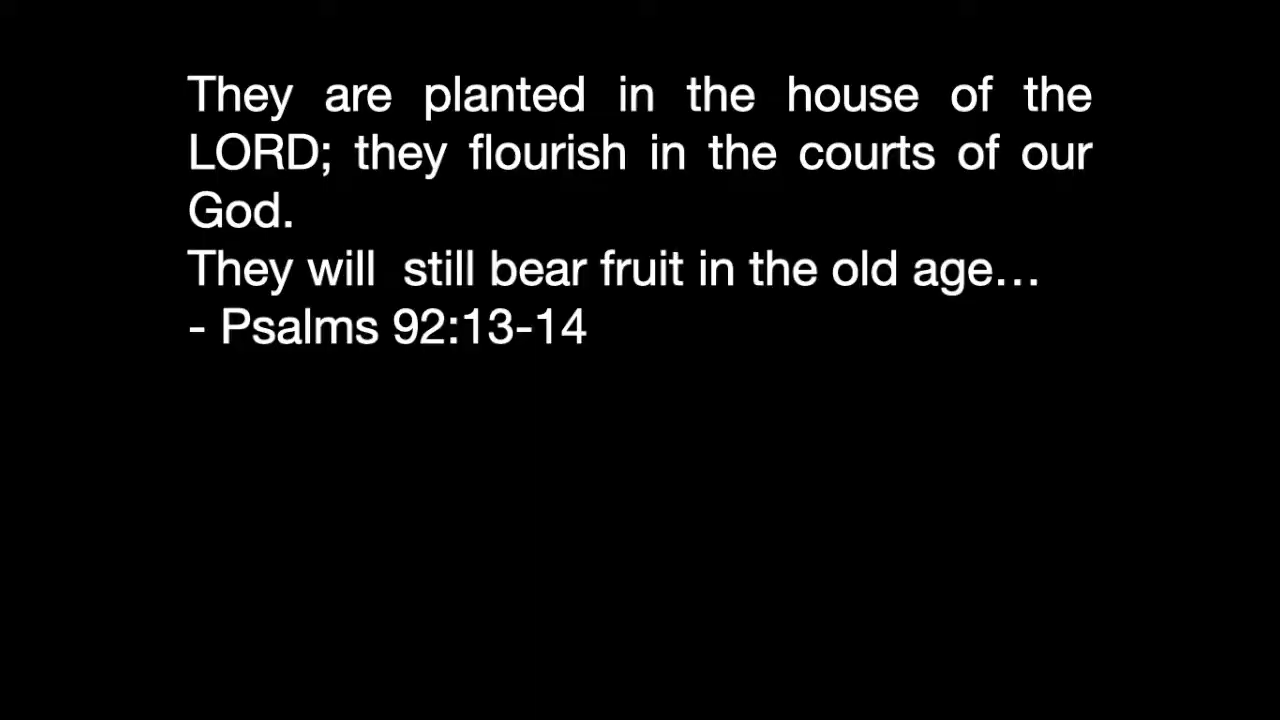 They are planted in the house of the
LORD; they flourish in the courts of our
God.
They will  still bear fruit in the old age…
- Psalms 92:13-14